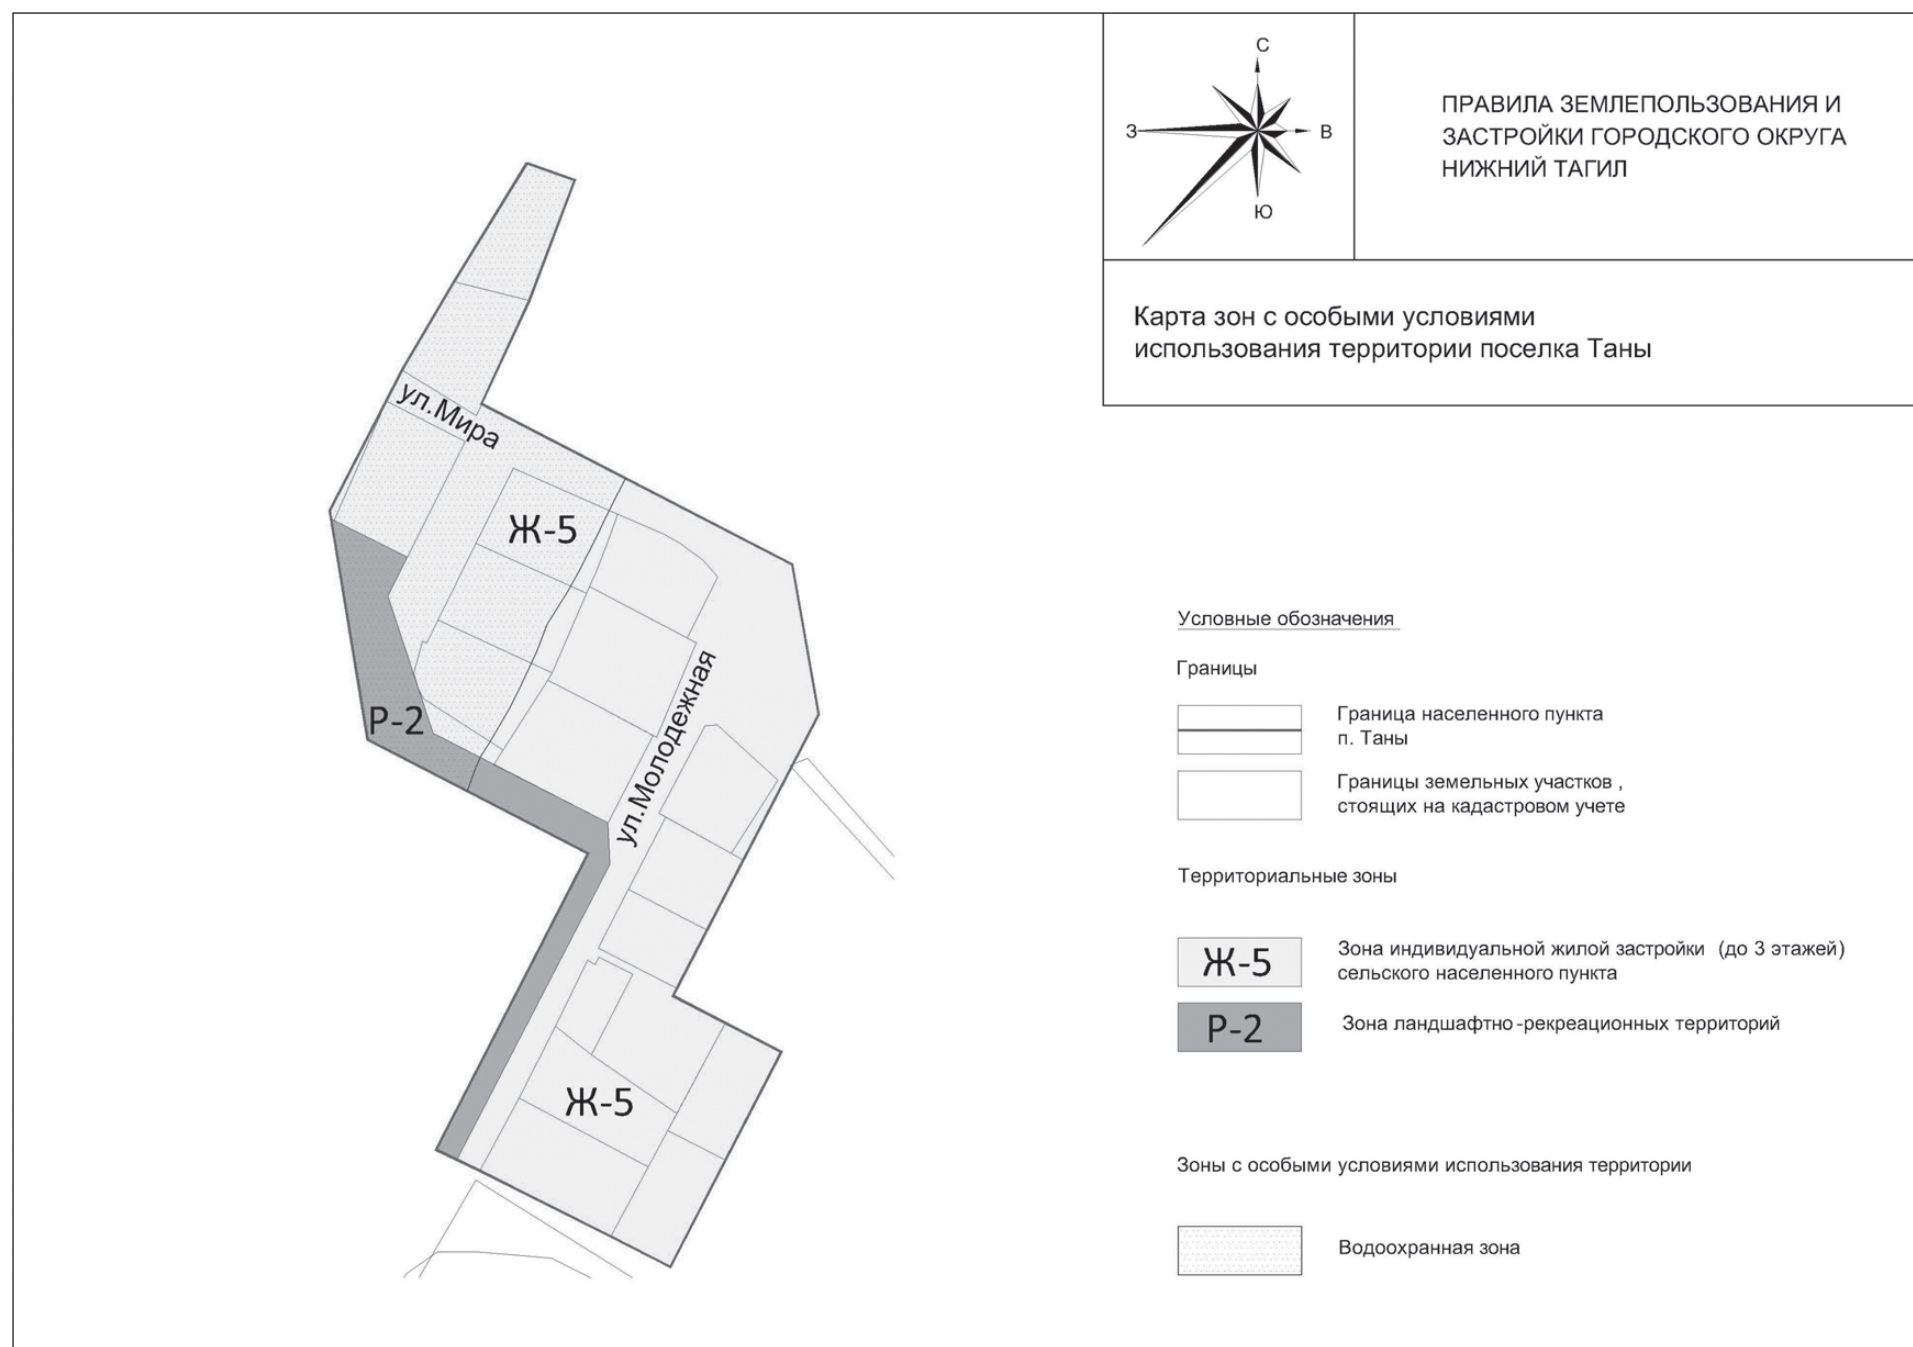 С
З
В
Ю
ПРАВИЛА ЗЕМЛЕПОЛЬЗОВАНИЯ И
ЗАСТРОЙКИ ГОРОДСКОГО ОКРУГА
НИЖНИЙ ТАГИЛ
Карта зон с особыми условиями
использования территории поселка Таны
ул.Мира
Ж-5
Р-2
ул.Молодежная
Ж-5
Условные обозначения
Границы
Граница населенного пункта
п. Таны
Границы земельных участков ,
стоящих на кадастровом учете
Территориальные зоны
Ж-5
Зона индивидуальной жилой застройки (до 3 этажей)
сельского населенного пункта
Р-2
Зона ландшафтно-рекреационных территорий
Зоны с особыми условиями использования территории
Водоохранная зона